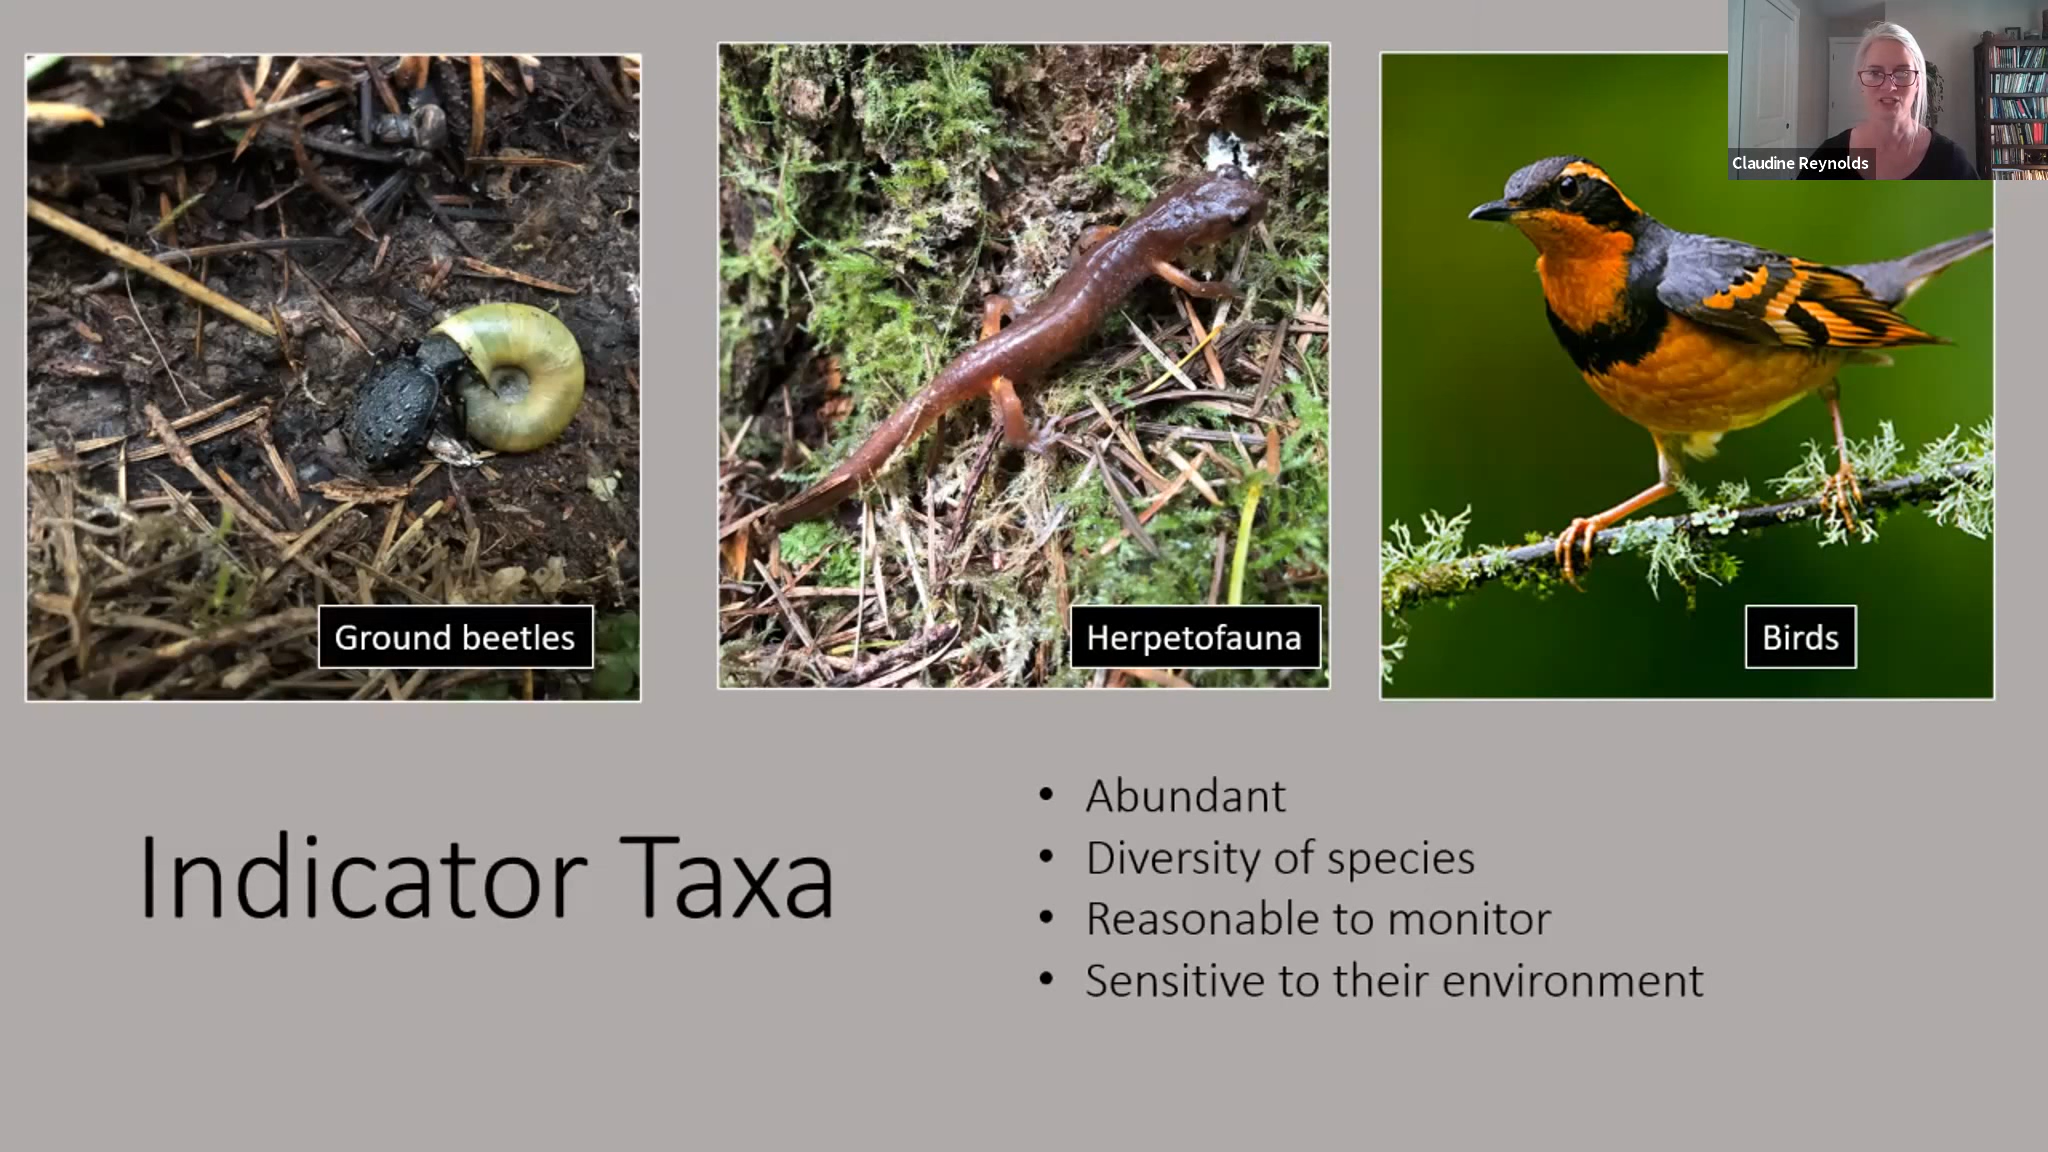 Claudine Reynolds
Ground beetles
Herpetofauna
Birds
Indicator Taxa
• Abundant
• Diversity of species
• Reasonable to monitor
• Sensitive to their environment